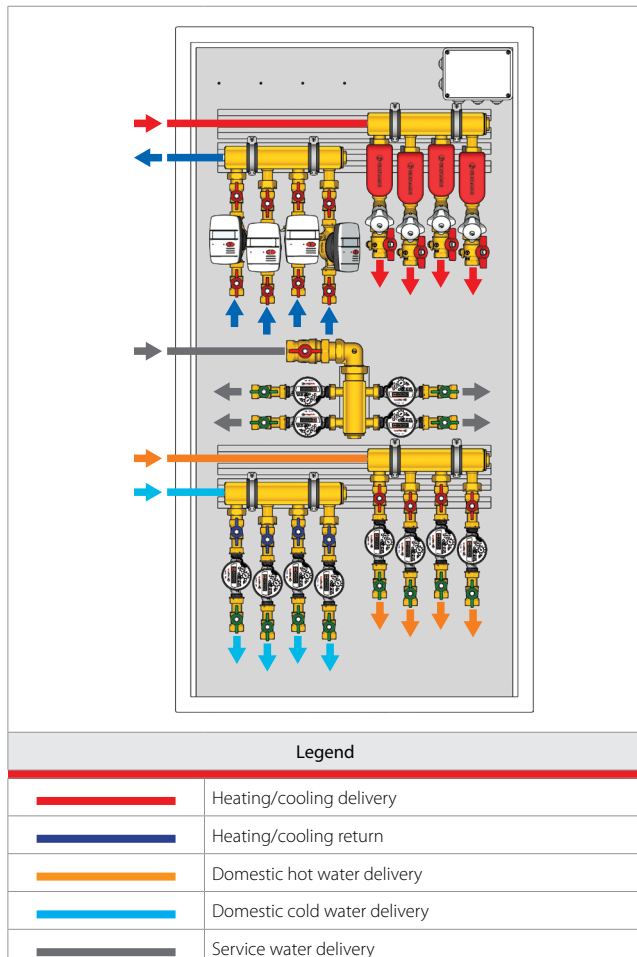 Legend
Heating/cooling delivery
Heating/cooling return
Domestic hot water delivery
Domestic cold water delivery
Service water delivery